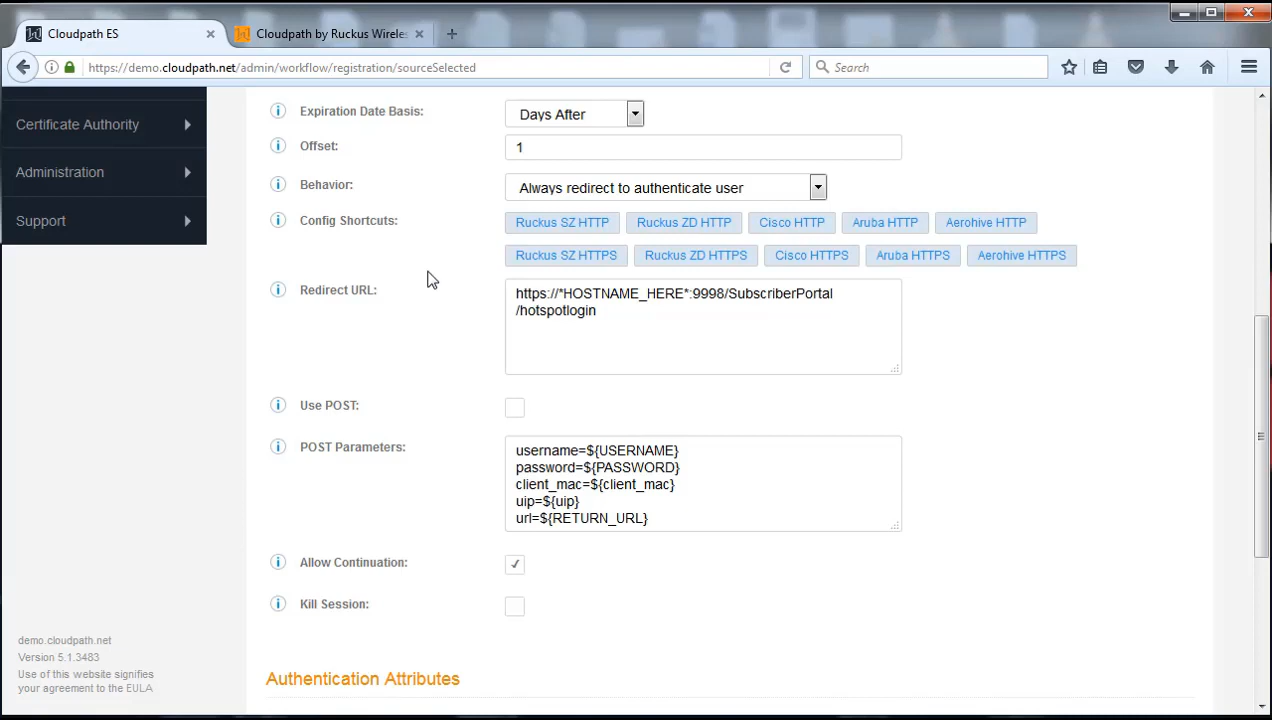 Cloudpath ES
Cloudpath by Ruckus Wireles
https://demo.cloudpath.net/admin/workflow/registration/sourceSelected
Search
Certificate Authority
Administration
Support
Expiration Date Basis:
Days After
Offset:
1
Behavior:
Always redirect to authenticate user
Config Shortcuts:
Ruckus SZ HTTP Ruckus ZD HTTP Cisco HTTP Aruba HTTP Aerohive HTTP
Ruckus SZ HTTPS Ruckus ZD HTTPS Cisco HTTPS Aruba HTTPS Aerohive HTTPS
Redirect URL:
https://*HOSTNAME_HERE*:9998/SubscriberPortal
/hotspotlogin
Use POST:
POST Parameters:
username=${USERNAME}
password=${PASSWORD}
client_mac=${client_mac}
uip=${uip}
url=${RETURN_URL}
Allow Continuation:
Kill Session:
Authentication Attributes
demo.cloudpath.net
Version 5.1.3483
Use of this website signifies
your agreement to the EULA